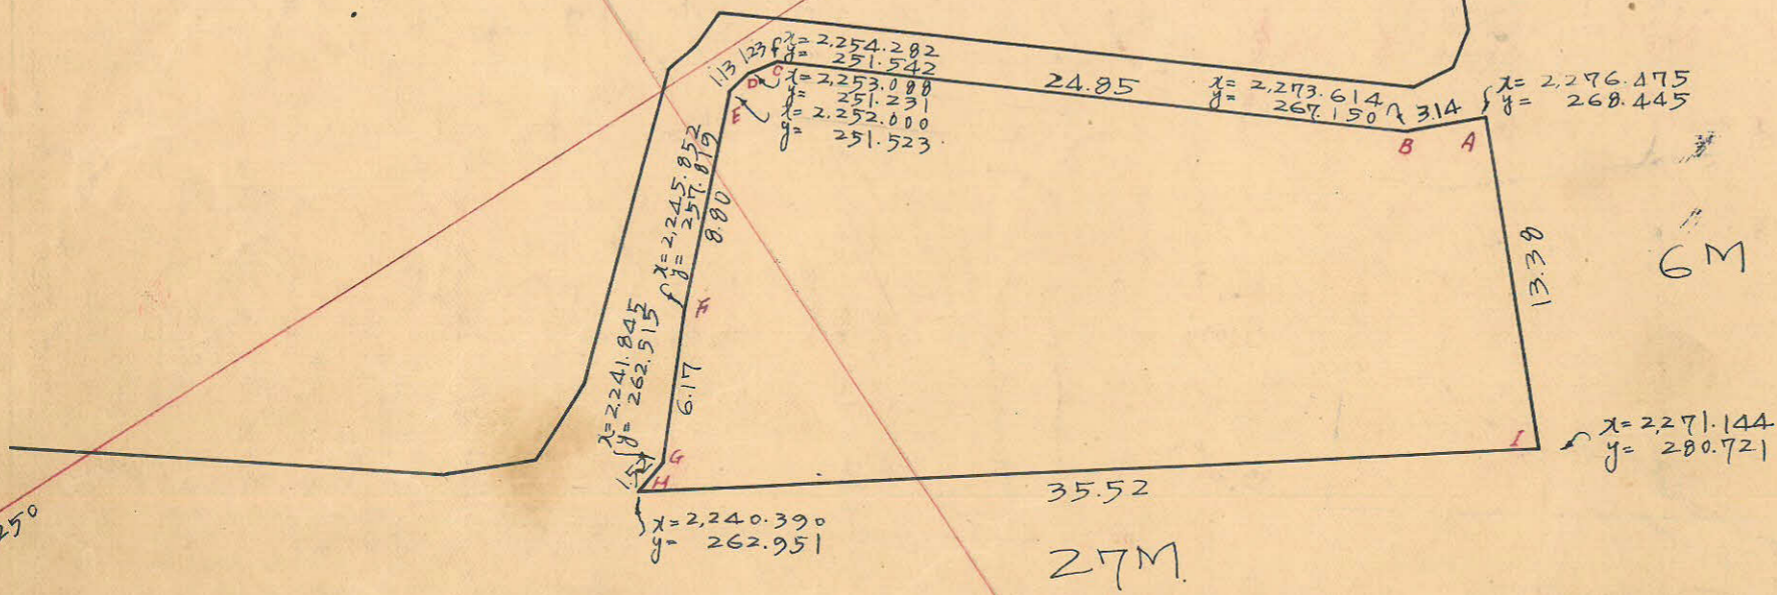 x= 2,254.282
y= 251.542
x= 2,253.088
y= 251.231
x= 2.252.000
y= 251.523
1.13
1.23
C
D
E
24.85
x= 2,273.614
y= 267.150
3.14
x= 2,276.475
y= 268.445
B
A
x= 2,245.852
y= 257.819
8.80
F
13.38
6M
x= 2,241.845
y= 262.515
6.17
G
1.52
H
I
x= 2,271.144
y= 280.721
35.52
x= 2,240.390
y= 262.951
27M.
25°